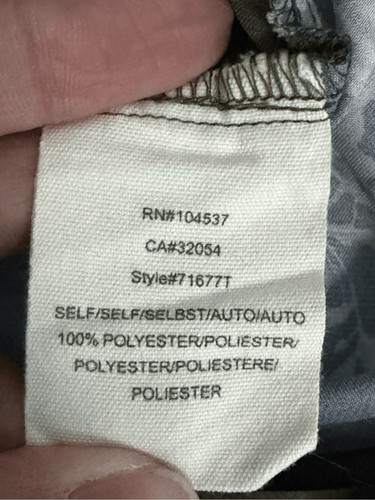 RN#104537
CA#32054
Style#71677T
SELF/SELF/SELBST/AUTO/AUTO
100% POLYESTER/POLIESTER/
POLYESTER/POLIESTERE/
POLIESTER